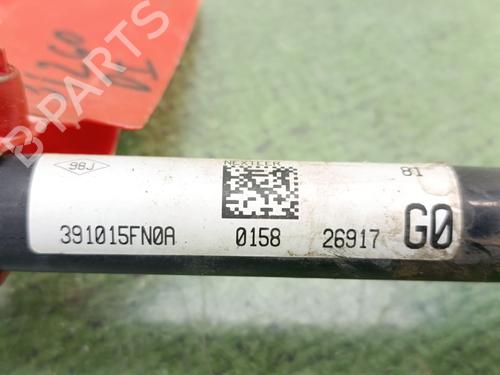 98J
NEXTEER
81
391015FN0A
0158
26917
G0
B-PARTS